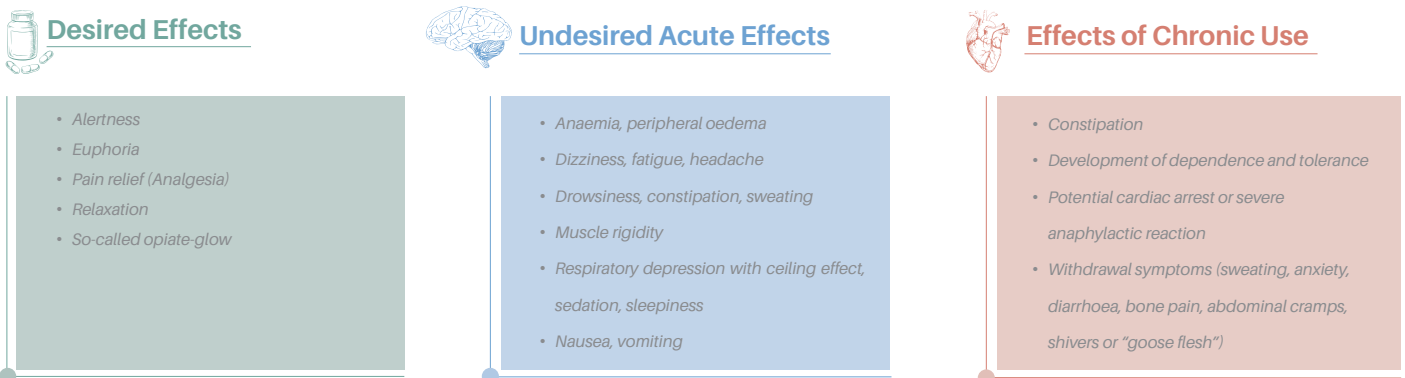 Desired Effects
• Alertness
• Euphoria
• Pain relief (Analgesia)
• Relaxation
• So-called opiate-glow
Undesired Acute Effects
• Anaemia, peripheral oedema
• Dizziness, fatigue, headache
• Drowsiness, constipation, sweating
• Muscle rigidity
• Respiratory depression with ceiling effect,
sedation, sleepiness
• Nausea, vomiting
Effects of Chronic Use
• Constipation
• Development of dependence and tolerance
• Potential cardiac arrest or severe
anaphylactic reaction
• Withdrawal symptoms (sweating, anxiety,
diarrhoea, bone pain, abdominal cramps,
shivers or “goose flesh”)